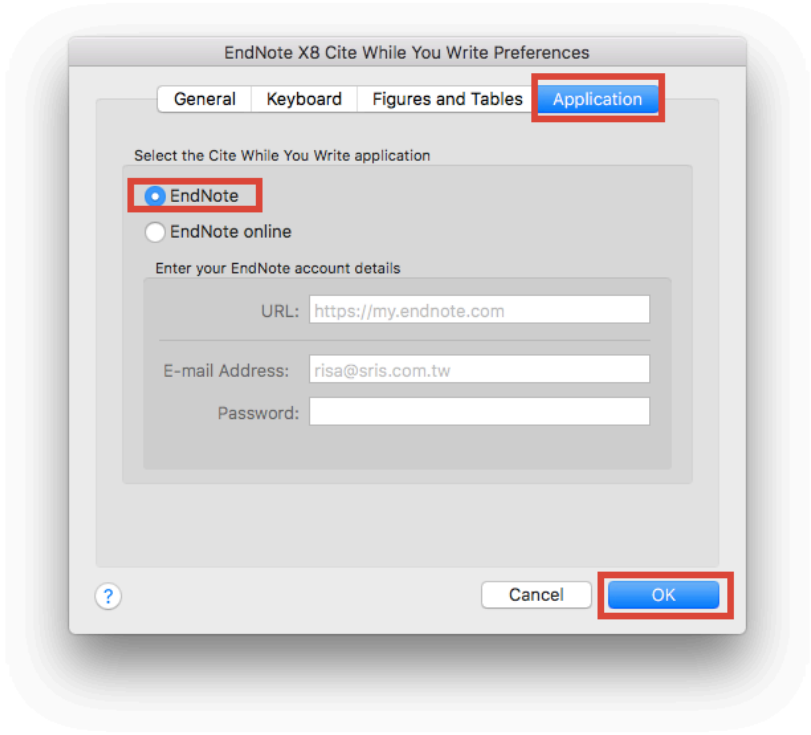 EndNote X8 Cite While You Write Preferences
General Keyboard Figures and Tables Application
Select the Cite While You Write application
EndNote
EndNote online
Enter your EndNote account details
URL: https://my.endnote.com
E-mail Address: risa@sris.com.tw
Password:
? Cancel OK